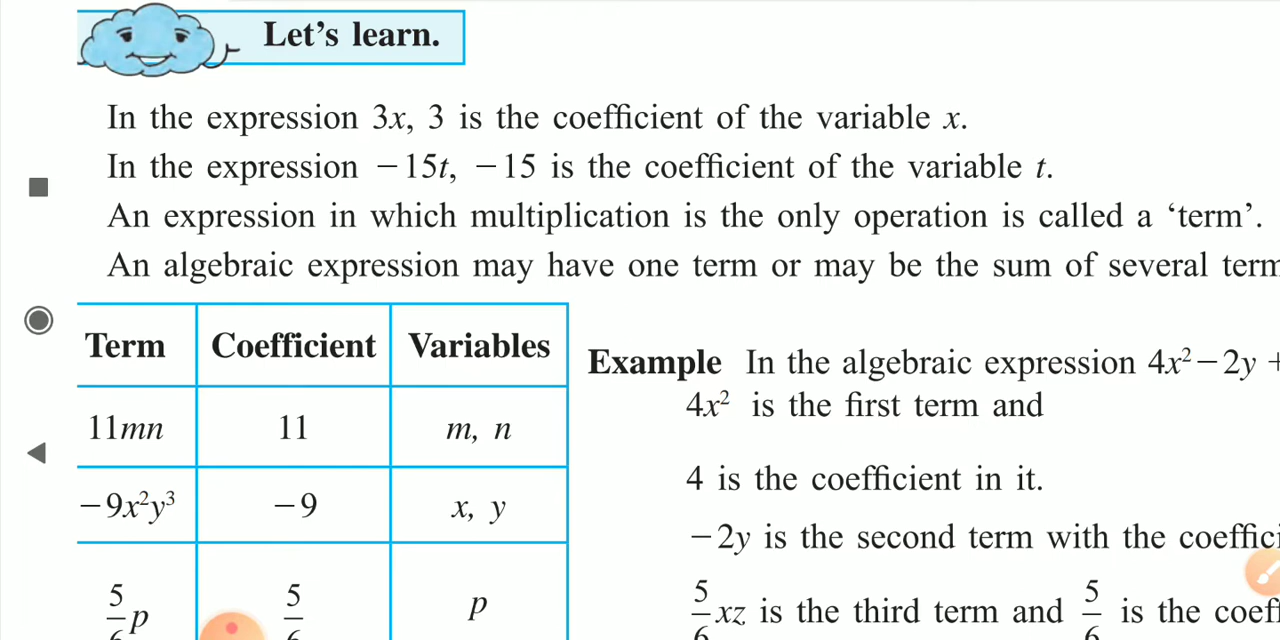 Let's learn.
In the expression 3x, 3 is the coefficient of the variable x.
In the expression −15t, −15 is the coefficient of the variable t.
An expression in which multiplication is the only operation is called a ‘term’.
An algebraic expression may have one term or may be the sum of several term
Term Coefficient Variables
11mn 11 m, n
−9x²y³ −9 x, y
5/6 p 5/6 p
Example In the algebraic expression 4x² − 2y +
4x² is the first term and
4 is the coefficient in it.
−2y is the second term with the coeffici
5/6 xz is the third term and 5/6 is the coef